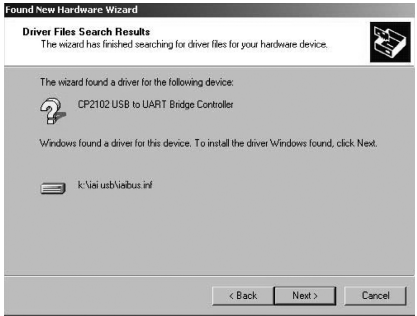 Found New Hardware Wizard
Driver Files Search Results
The wizard has finished searching for driver files for your hardware device.
The wizard found a driver for the following device:
CP2102 USB to UART Bridge Controller
Windows found a driver for this device. To install the driver Windows found, click Next.
k:\iai usb\iaibus.inf
< Back Next > Cancel